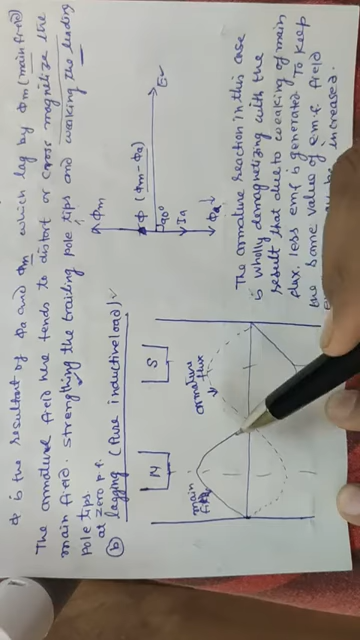 Φ is the resultant of Φa and Φm which lag by Φm (main field)
The armature field here tends to distort or cross magnetize the
main field. strengthing the trailing pole tips and weaking the leading
Pole tips
at zero p.f.
(b) lagging (Pure inductive load)
N
S
main
armature
flux
Φm
Φ (Φm-Φa)
90°
Ia
Φa
The armature reaction in this case
is wholly demagnetizing with the
result that due to weaking of main
flux, less emf is generated. To keep
the same value of e.m.f. field
increased.